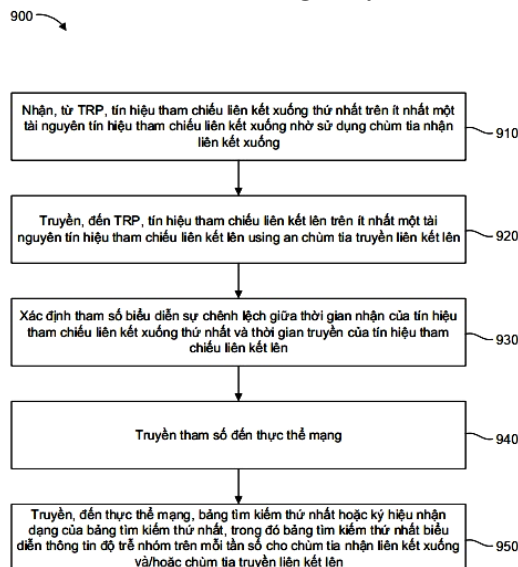 900
Nhận, từ TRP, tín hiệu tham chiếu liên kết xuống thứ nhất trên ít nhất một
tài nguyên tín hiệu tham chiếu liên kết xuống nhờ sử dụng chùm tia nhận
liên kết xuống
910
Truyền, đến TRP, tín hiệu tham chiếu liên kết lên trên ít nhất một tài
nguyên tín hiệu tham chiếu liên kết lên using an chùm tia truyền liên kết lên
920
Xác định tham số biểu diễn sự chênh lệch giữa thời gian nhận của tín hiệu
tham chiếu liên kết xuống thứ nhất và thời gian truyền của tín hiệu tham
chiếu liên kết lên
930
Truyền tham số đến thực thể mạng
940
Truyền, đến thực thể mạng, bảng tìm kiếm thứ nhất hoặc ký hiệu nhận
dạng của bảng tìm kiếm thứ nhất, trong đó bảng tìm kiếm thứ nhất biểu
diễn thông tin độ trễ nhóm trên mỗi tần số cho chùm tia nhận liên kết xuống
và/hoặc chùm tia truyền liên kết lên
950